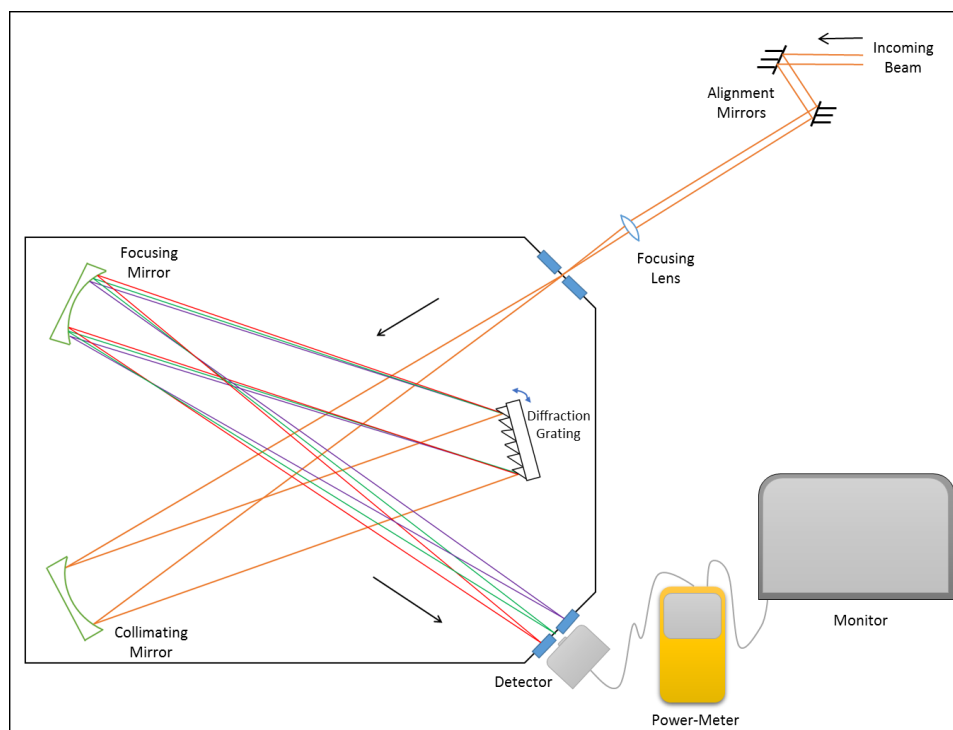 Incoming
Beam
Alignment
Mirrors
Focusing
Lens
Focusing
Mirror
Diffraction
Grating
Collimating
Mirror
Detector
Power-Meter
Monitor